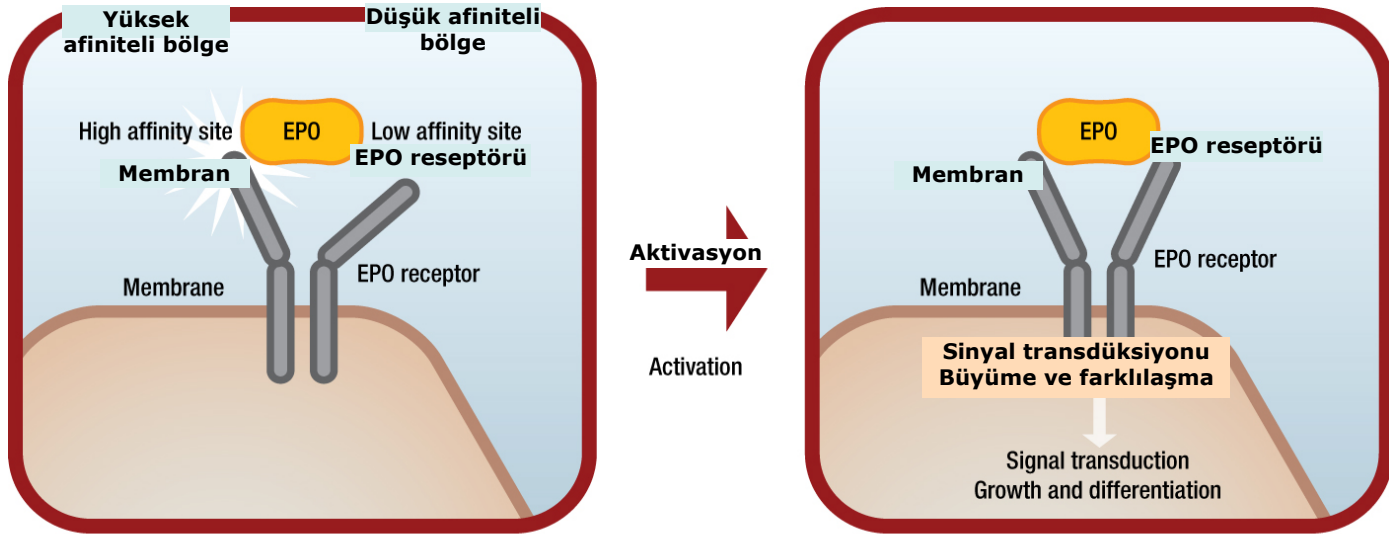 Yüksek
afiniteli bölge
Düşük afiniteli
bölge
High affinity site
EPO
Low affinity site
EPO reseptörü
Membran
EPO receptor
Membrane
Aktivasyon
Activation
EPO
EPO reseptörü
Membran
EPO receptor
Membrane
Sinyal transdüksiyonu
Büyüme ve farklılaşma
Signal transduction
Growth and differentiation